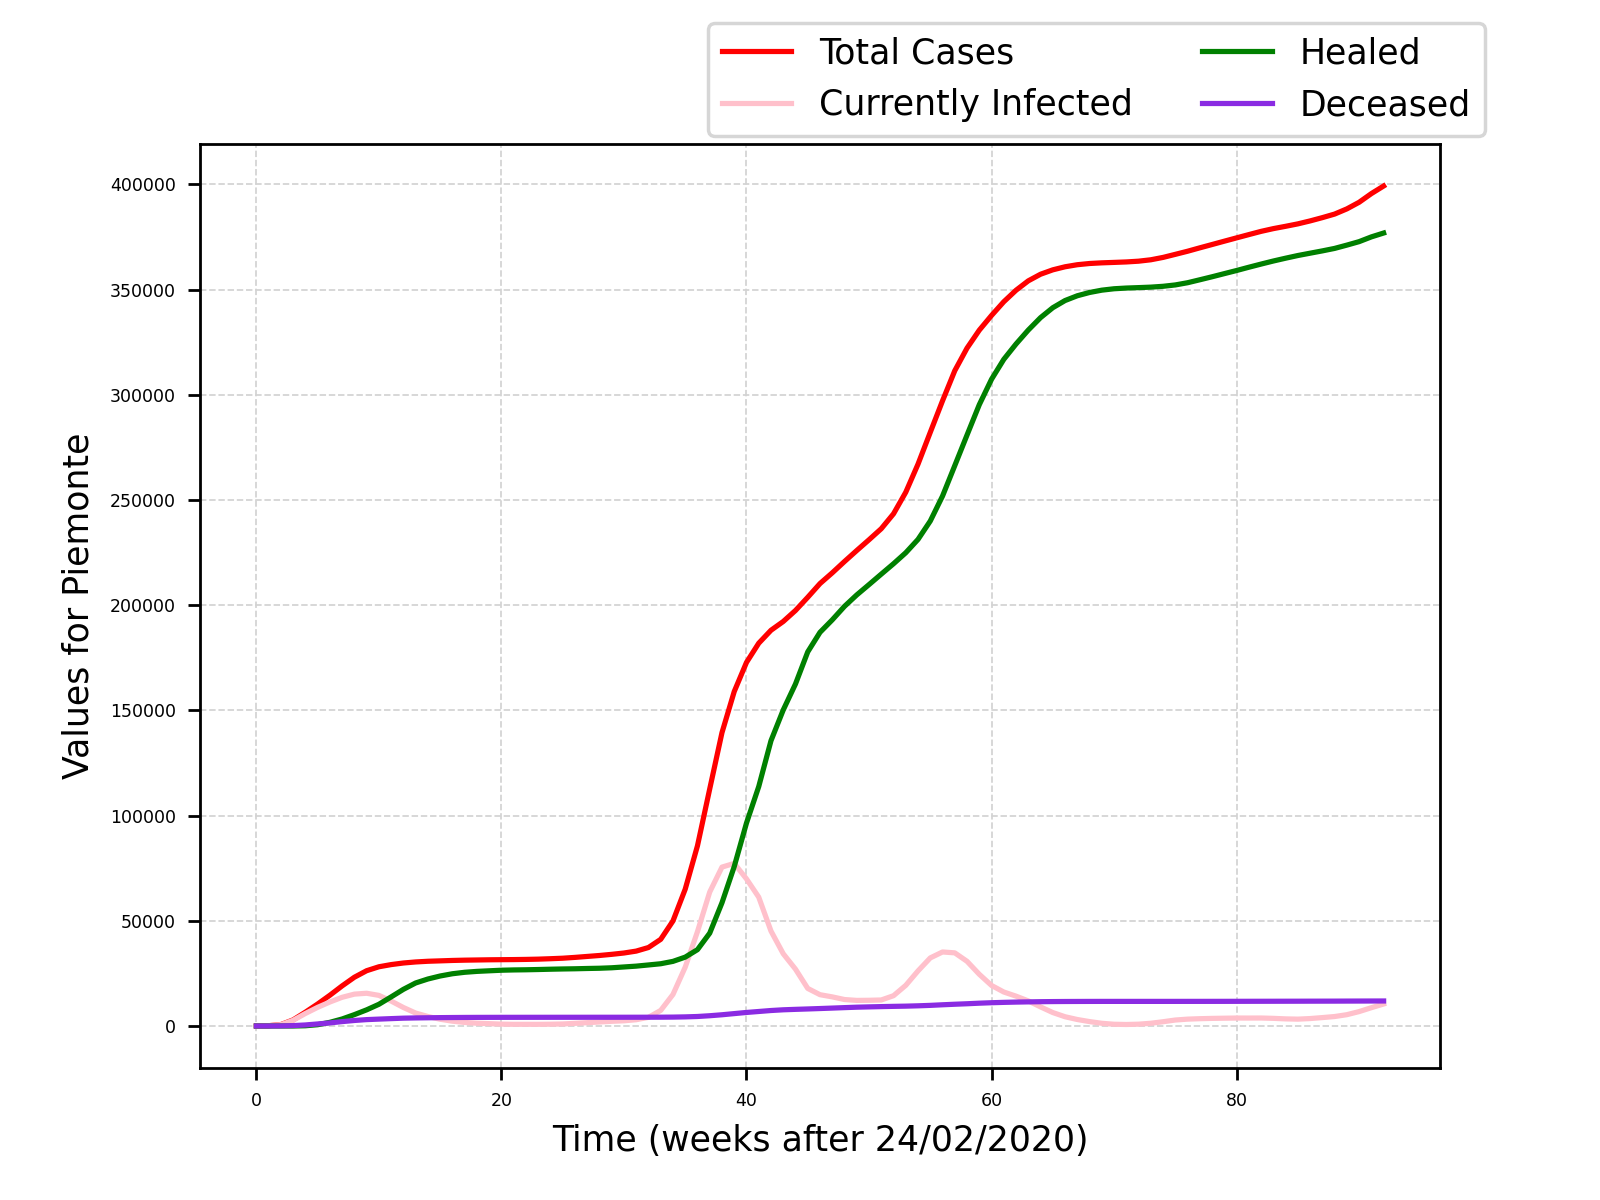 Total Cases
Currently Infected
Healed
Deceased
Values for Piemonte
400000
350000
300000
250000
200000
150000
100000
50000
0
0 20 40 60 80
Time (weeks after 24/02/2020)